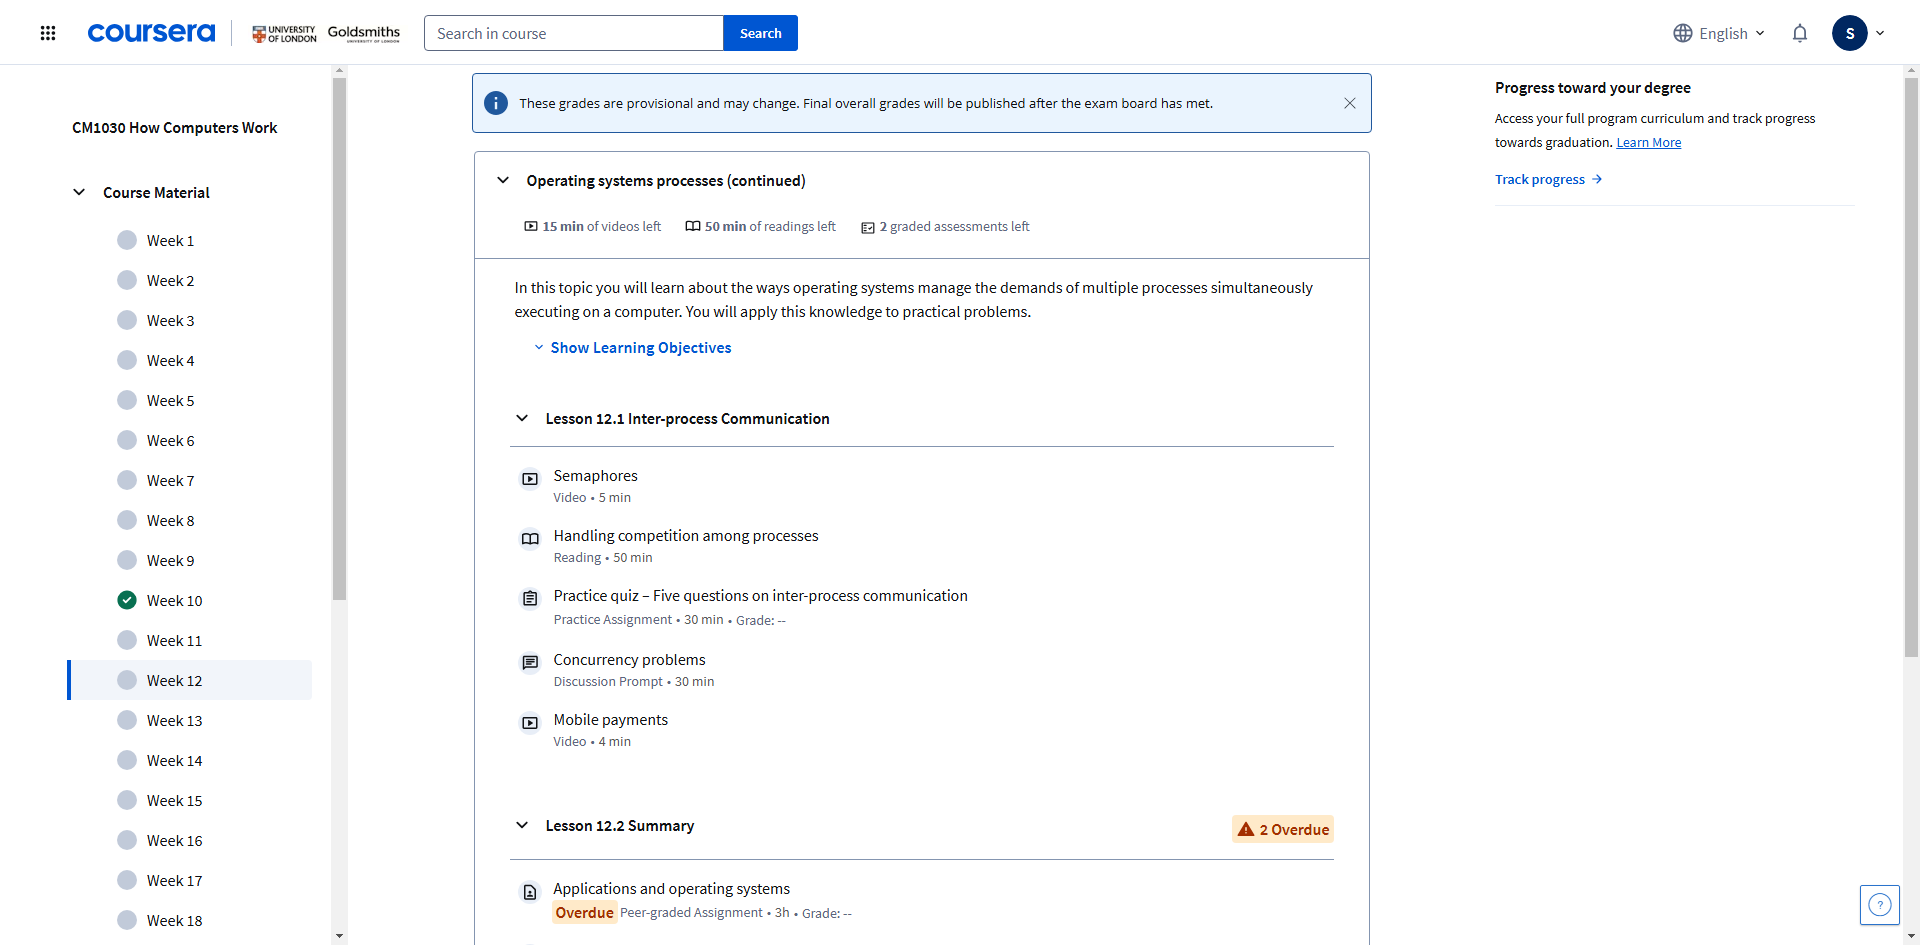 coursera
UNIVERSITY
OF LONDON
Goldsmiths
UNIVERSITY OF LONDON
Search in course
Search
English
S
CM1030 How Computers Work
Course Material
Week 1
Week 2
Week 3
Week 4
Week 5
Week 6
Week 7
Week 8
Week 9
Week 10
Week 11
Week 12
Week 13
Week 14
Week 15
Week 16
Week 17
Week 18
These grades are provisional and may change. Final overall grades will be published after the exam board has met.
Operating systems processes (continued)
15 min of videos left
50 min of readings left
2 graded assessments left
In this topic you will learn about the ways operating systems manage the demands of multiple processes simultaneously
executing on a computer. You will apply this knowledge to practical problems.
Show Learning Objectives
Lesson 12.1 Inter-process Communication
Semaphores
Video • 5 min
Handling competition among processes
Reading • 50 min
Practice quiz – Five questions on inter-process communication
Practice Assignment • 30 min • Grade: --
Concurrency problems
Discussion Prompt • 30 min
Mobile payments
Video • 4 min
Lesson 12.2 Summary
2 Overdue
Applications and operating systems
Overdue Peer-graded Assignment • 3h • Grade: --
Progress toward your degree
Access your full program curriculum and track progress
towards graduation. Learn More
Track progress →
?